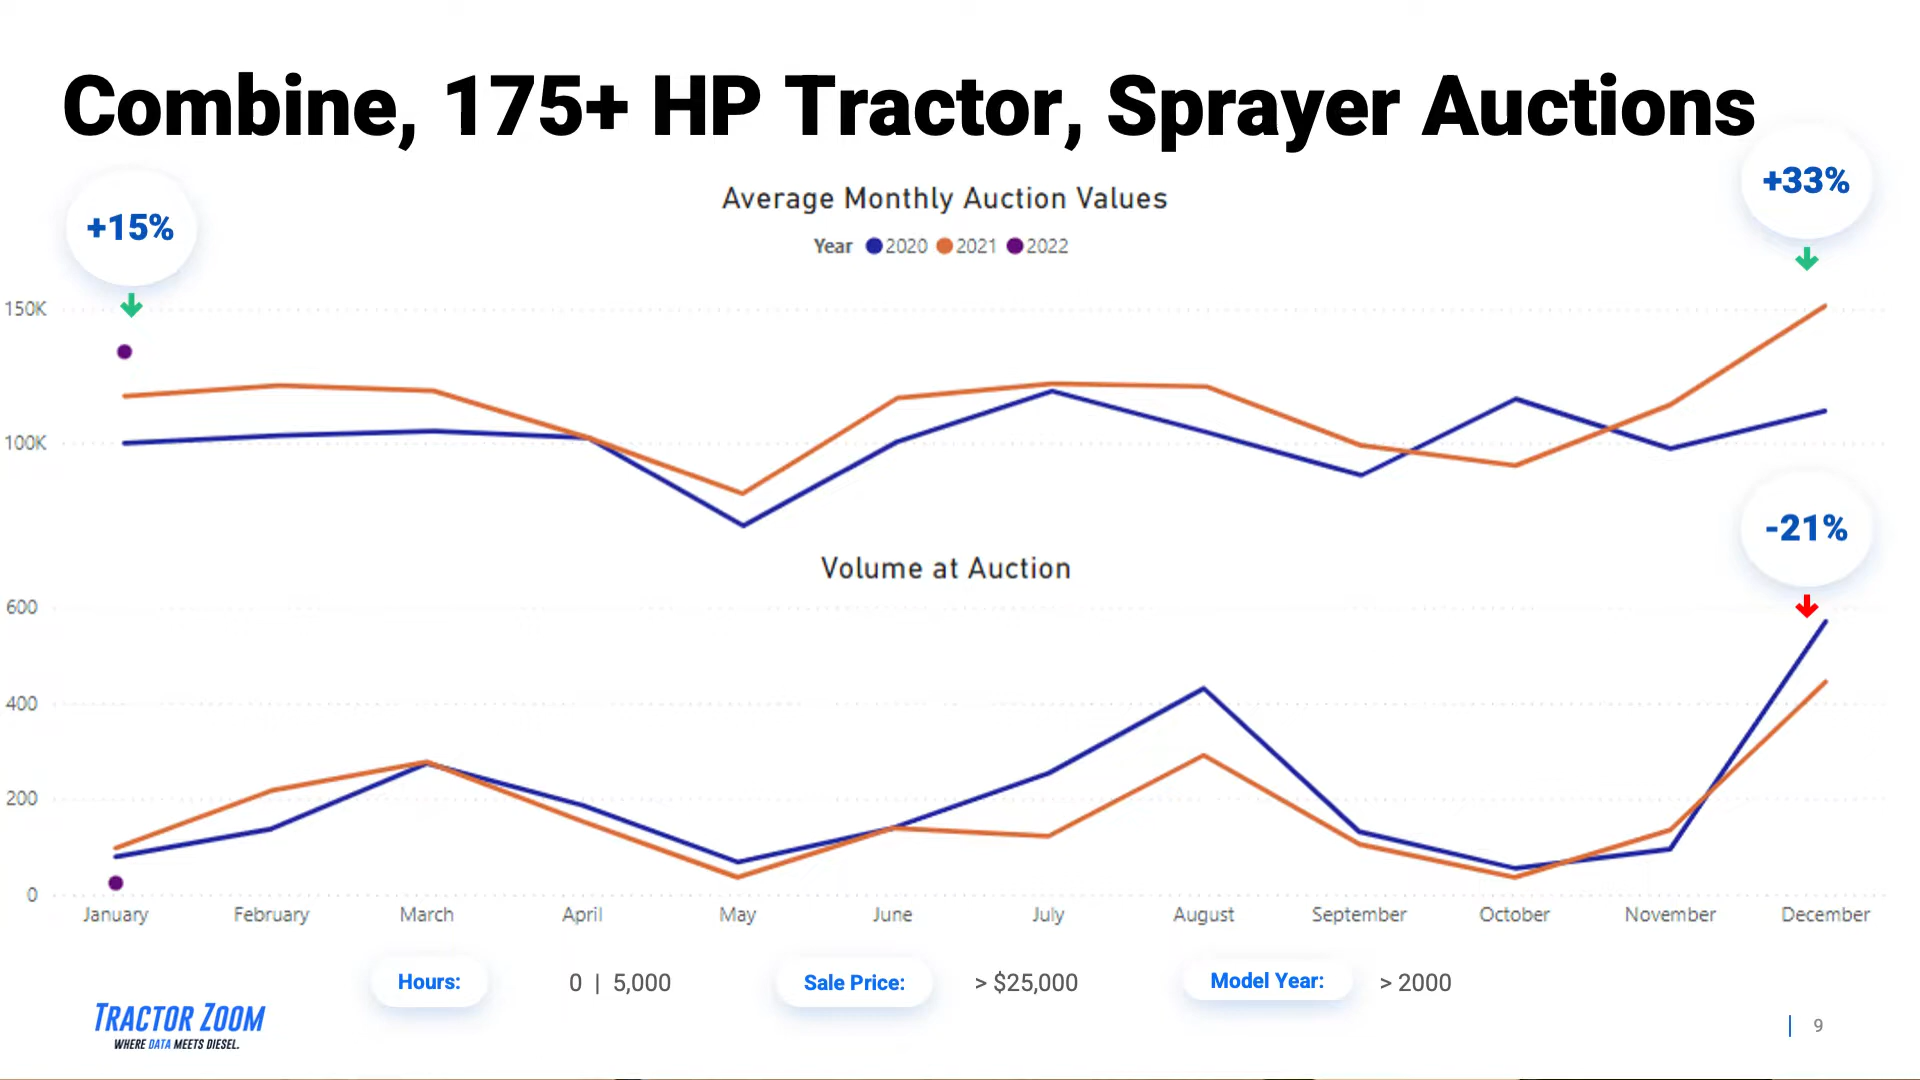 Combine, 175+ HP Tractor, Sprayer Auctions
+15%
+33%
Average Monthly Auction Values
Year 2020 2021 2022
150K
100K
-21%
Volume at Auction
600
400
200
0
January February March April May June July August September October November December
Hours: 0 | 5,000 Sale Price: > $25,000 Model Year: > 2000
TRACTOR ZOOM
WHERE DATA MEETS DIESEL.
| 9